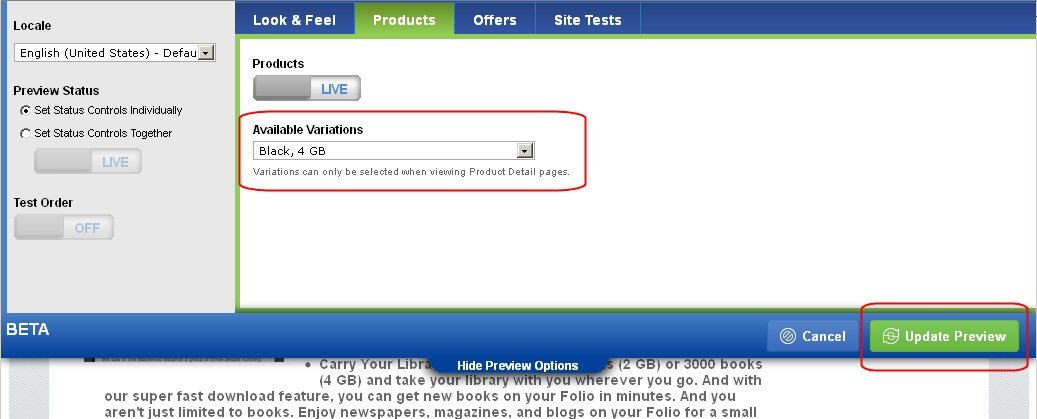 Locale
English (United States) - Defau
Preview Status
Set Status Controls Individually
Set Status Controls Together
LIVE
Test Order
OFF
Look & Feel
Products
Offers
Site Tests
Products
LIVE
Available Variations
Black, 4 GB
Variations can only be selected when viewing Product Detail pages.
BETA
Cancel
Update Preview
Hide Preview Options
We saw in the blackened distance a group of three people running
Carry Your Libra s (2 GB) or 3000 books
(4 GB) and take your library with you wherever you go. And with
our super fast download feature, you can get new books on your Folio in minutes. And you
aren't just limited to books. Enjoy newspapers, magazines, and blogs on your Folio for a small